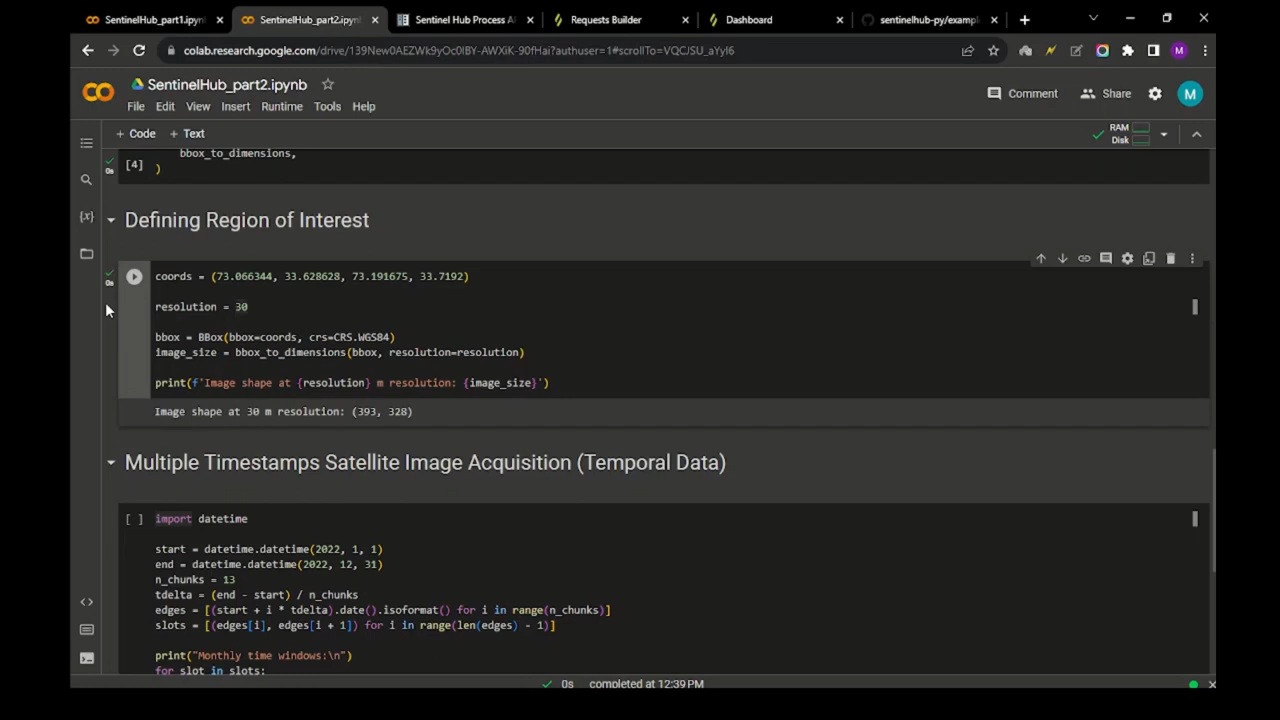 SentinelHub_part1.ipynb
SentinelHub_part2.ipynb
Sentinel Hub Process A
Requests Builder
Dashboard
sentinelhub-py/exampl
colab.research.google.com/drive/139New0AEZWk9yOc0IBY-AWXiK-90fHai?authuser=1#scrollTo=VQCJSU_aYyI6
M
SentinelHub_part2.ipynb
Comment
Share
M
File Edit View Insert Runtime Tools Help
+ Code + Text
RAM
Disk
bbox_to_dimensions,
[4] )
0s
Defining Region of Interest
coords = (73.066344, 33.628628, 73.191675, 33.7192)
0s
resolution = 30
bbox = BBox(bbox=coords, crs=CRS.WGS84)
image_size = bbox_to_dimensions(bbox, resolution=resolution)
print(f'Image shape at {resolution} m resolution: {image_size}')
Image shape at 30 m resolution: (393, 328)
Multiple Timestamps Satellite Image Acquisition (Temporal Data)
[ ] import datetime
start = datetime.datetime(2022, 1, 1)
end = datetime.datetime(2022, 12, 31)
n_chunks = 13
tdelta = (end - start) / n_chunks
edges = [(start + i * tdelta).date().isoformat() for i in range(n_chunks)]
slots = [(edges[i], edges[i + 1]) for i in range(len(edges) - 1)]
print("Monthly time windows:\n")
for slot in slots:
0s completed at 12:39 PM